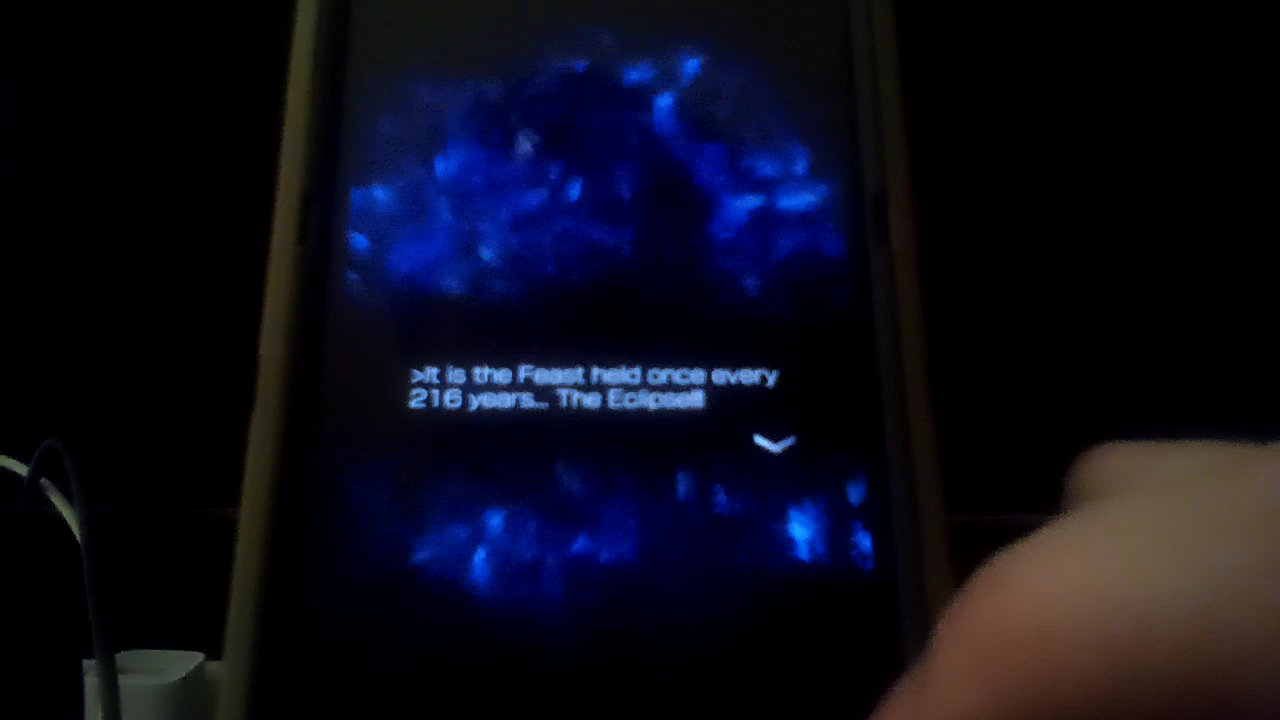 >It is the Feast held once every
216 years... The Eclipse!!!